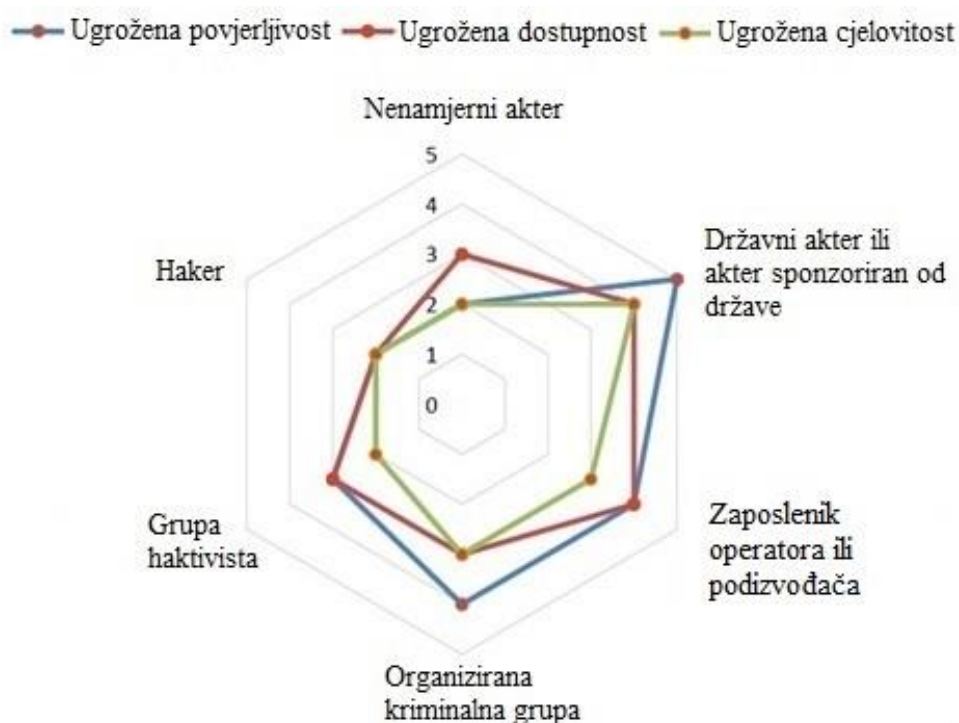 Ugrožena povjerljivost Ugrožena dostupnost Ugrožena cjelovitost
Nenamjerni akter
5
4
3
2
1
0
Državni akter ili
akter sponzoriran od
države
Zaposlenik
operatora ili
podizvođača
Organizirana
kriminalna grupa
Grupa
haktivista
Haker